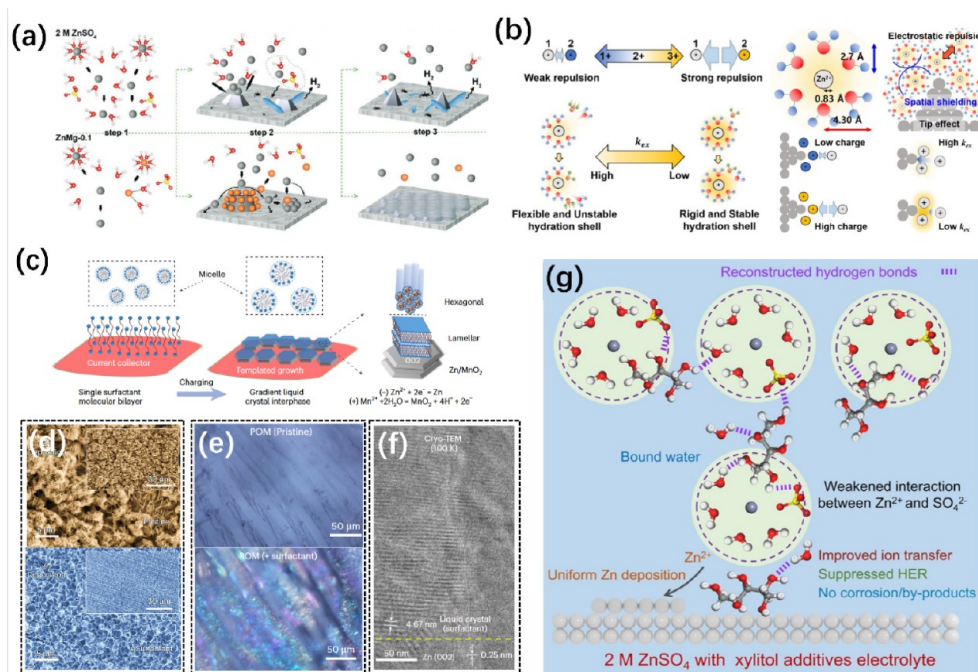 (a)
2 M ZnSO₄
H₂
H₂
H₂
H₂
step 1
step 2
step 3
ZnMg-0.1
(b)
1 2
Weak repulsion
1+ 2+ 3+
1 2
Strong repulsion
Zn²⁺
2.7 Å
0.83 Å
4.30 Å
Electrostatic repulsion
Spatial shielding
Tip effect
kₑₓ
High Low
Flexible and Unstable
hydration shell
Rigid and Stable
hydration shell
Low charge
High kₑₓ
High charge
Low kₑₓ
(c)
Micelle
Current collector
Templated growth
Single surfactant
molecular bilayer
Charging
Gradient liquid
crystal interphase
Hexagonal
Lamellar
002
Zn/MnO₂
(-) Zn²⁺ + 2e⁻ = Zn
(+) Mn²⁺ +2H₂O = MnO₂ + 4H⁺ + 2e⁻
(d)
(e)
POM (Pristine)
50 μm
POM (+ surfactant)
50 μm
(f)
Cryo-TEM
(100 K)
4.67 nm
Liquid crystal
(surfactant)
50 nm
Zn (002)
0.25 nm
(g)
Reconstructed hydrogen bonds
Bound water
Weakened interaction
between Zn²⁺ and SO₄²⁻
Zn²⁺
Uniform Zn deposition
Improved ion transfer
Suppressed HER
No corrosion/by-products
2 M ZnSO₄ with xylitol additives electrolyte